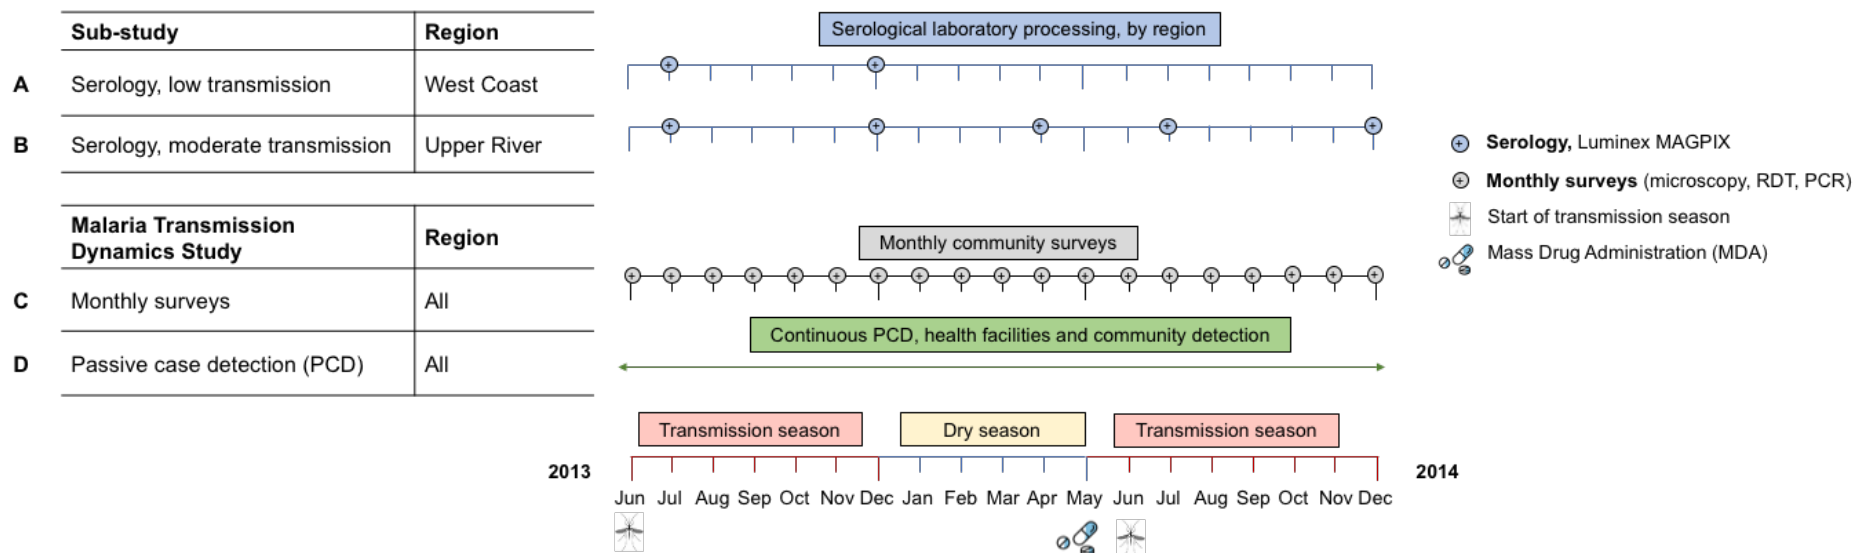 Sub-study Region
A Serology, low transmission West Coast
B Serology, moderate transmission Upper River
Malaria Transmission
Dynamics Study
Region
C Monthly surveys All
D Passive case detection (PCD) All
Serological laboratory processing, by region
Monthly community surveys
Continuous PCD, health facilities and community detection
Transmission season Dry season Transmission season
2013 2014
Jun Jul Aug Sep Oct Nov Dec Jan Feb Mar Apr May Jun Jul Aug Sep Oct Nov Dec
Serology, Luminex MAGPIX
Monthly surveys (microscopy, RDT, PCR)
Start of transmission season
Mass Drug Administration (MDA)